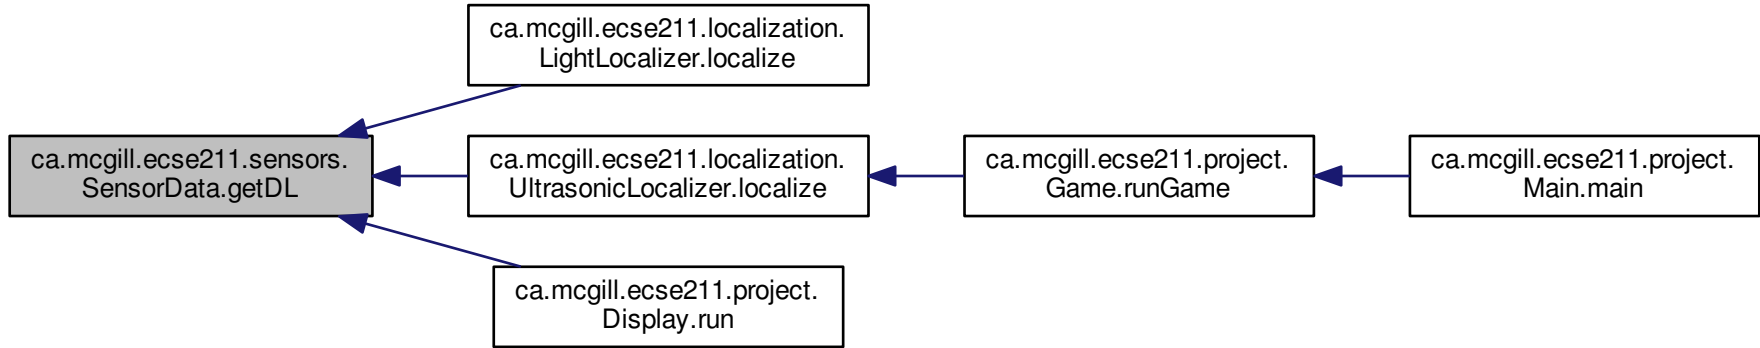 ca.mcgill.ecse211.localization.
LightLocalizer.localize
ca.mcgill.ecse211.sensors.
SensorData.getDL
ca.mcgill.ecse211.localization.
UltrasonicLocalizer.localize
ca.mcgill.ecse211.project.
Game.runGame
ca.mcgill.ecse211.project.
Main.main
ca.mcgill.ecse211.project.
Display.run